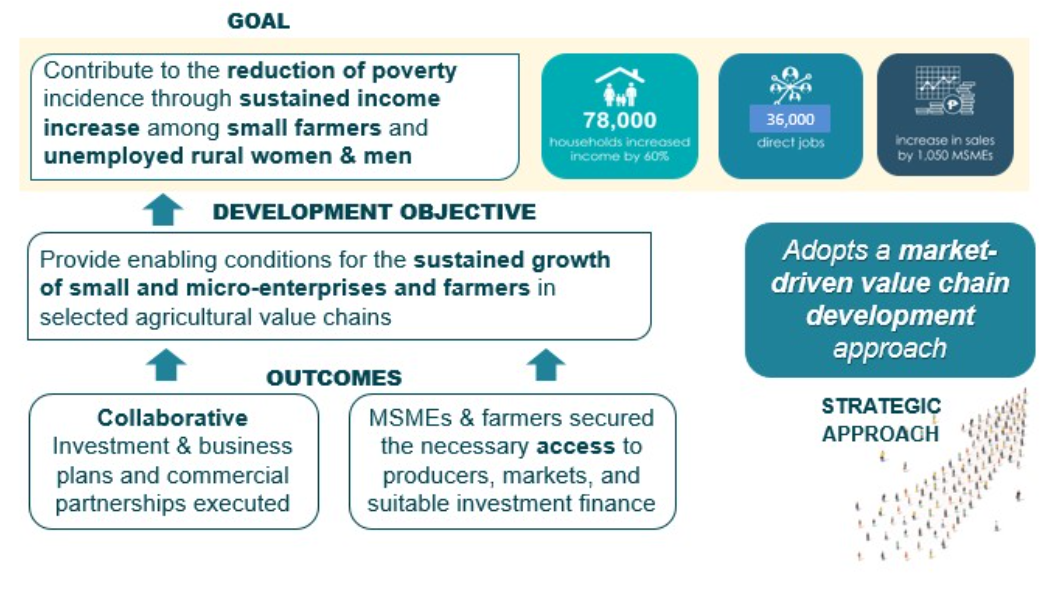 GOAL
Contribute to the reduction of poverty
incidence through sustained income
increase among small farmers and
unemployed rural women & men
78,000
households increased
income by 60%
36,000
direct jobs
₱
increase in sales
by 1,050 MSMEs
DEVELOPMENT OBJECTIVE
Provide enabling conditions for the sustained growth
of small and micro-enterprises and farmers in
selected agricultural value chains
Adopts a market-
driven value chain
development
approach
OUTCOMES
Collaborative
Investment & business
plans and commercial
partnerships executed
MSMEs & farmers secured
the necessary access to
producers, markets, and
suitable investment finance
STRATEGIC
APPROACH